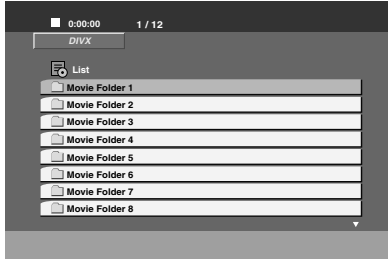 0:00:00 1 / 12
DIVX
List
Movie Folder 1
Movie Folder 2
Movie Folder 3
Movie Folder 4
Movie Folder 5
Movie Folder 6
Movie Folder 7
Movie Folder 8